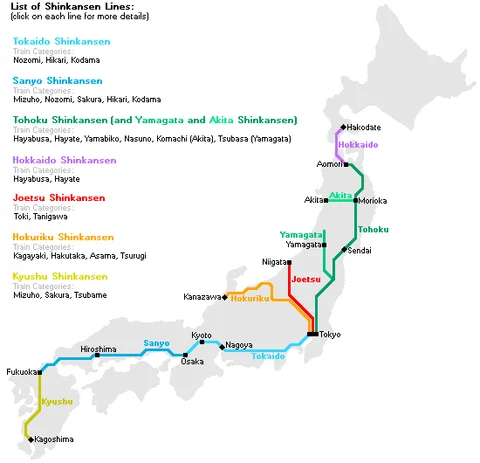 List of Shinkansen Lines:
(click on each line for more details)
Tokaido Shinkansen
Train Categories:
Nozomi, Hikari, Kodama
Sanyo Shinkansen
Train Categories:
Mizuho, Nozomi, Sakura, Hikari, Kodama
Tohoku Shinkansen (and Yamagata and Akita Shinkansen)
Train Categories:
Hayabusa, Hayate, Yamabiko, Nasuno, Komachi (Akita), Tsubasa (Yamagata)
Hokkaido Shinkansen
Train Categories:
Hayabusa, Hayate
Joetsu Shinkansen
Train Categories:
Toki, Tanigawa
Hokuriku Shinkansen
Train Categories:
Kagayaki, Hakutaka, Asama, Tsurugi
Kyushu Shinkansen
Train Categories:
Mizuho, Sakura, Tsubame
Hakodate
Hokkaido
Aomori
Akita
Akita
Morioka
Tohoku
Yamagata
Yamagata
Sendai
Niigata
Joetsu
Kanazawa
Hokuriku
Tokyo
Kyoto
Nagoya
Tokaido
Sanyo
Hiroshima
Osaka
Fukuoka
Kyushu
Kagoshima